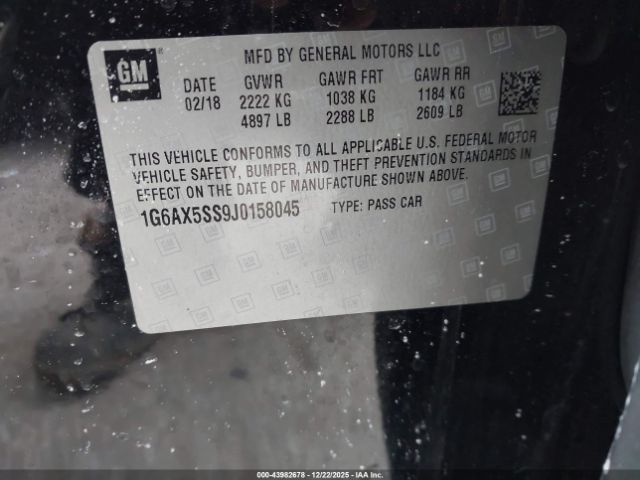 GM ®
MFD BY GENERAL MOTORS LLC
DATE GVWR GAWR FRT GAWR RR
02/18 2222 KG 1038 KG 1184 KG
4897 LB 2288 LB 2609 LB
THIS VEHICLE CONFORMS TO ALL APPLICABLE U.S. FEDERAL MOTOR
VEHICLE SAFETY, BUMPER, AND THEFT PREVENTION STANDARDS IN
EFFECT ON THE DATE OF MANUFACTURE SHOWN ABOVE.
1G6AX5SS9J0158045 TYPE: PASS CAR
000-43982678 - 12/22/2025 - 1039